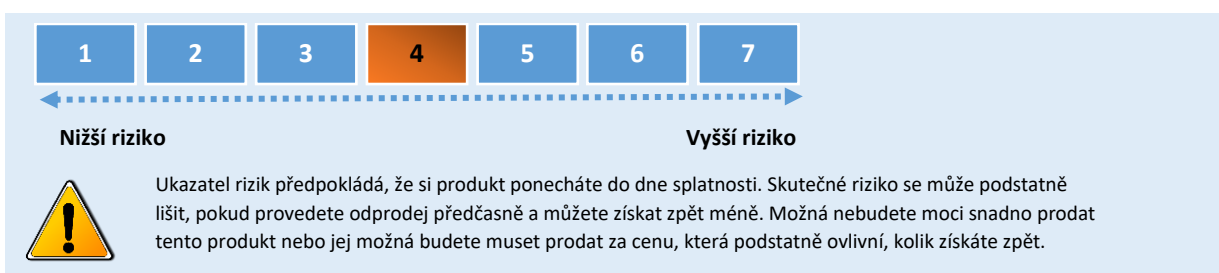 1 2 3 4 5 6 7
Nižší riziko Vyšší riziko
Ukazatel rizik předpokládá, že si produkt ponecháte do dne splatnosti. Skutečné riziko se může podstatně
lišit, pokud provedete odprodej předčasně a můžete získat zpět méně. Možná nebudete moci snadno prodat
tento produkt nebo jej možná budete muset prodat za cenu, která podstatně ovlivní, kolik získáte zpět.